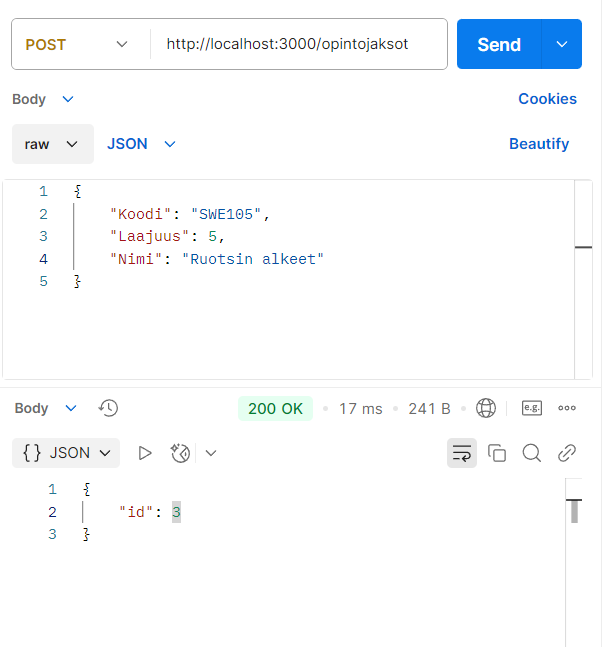 POST http://localhost:3000/opintojaksot Send
Body Cookies
raw JSON Beautify
1 {
2 "Koodi": "SWE105",
3 "Laajuus": 5,
4 "Nimi": "Ruotsin alkeet"
5 }
Body 200 OK 17 ms 241 B e.g.
{} JSON
1 {
2 "id": 3
3 }